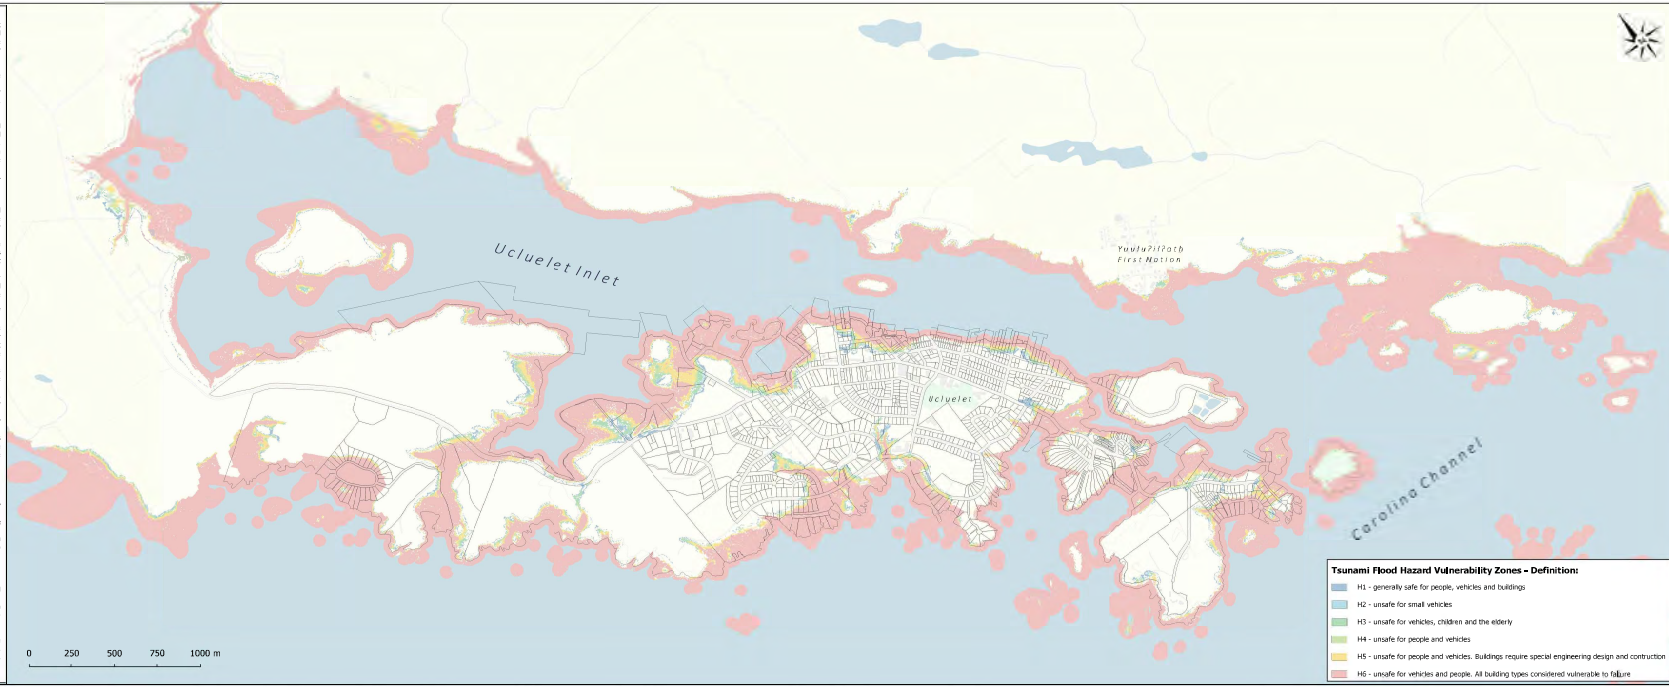 Ucluelet Inlet
Yuułuʔiłʔatḥ
First Nation
Ucluelet
Carolina Channel
Tsunami Flood Hazard Vulnerability Zones – Definition:
H1 - generally safe for people, vehicles and buildings
H2 - unsafe for small vehicles
H3 - unsafe for vehicles, children and the elderly
H4 - unsafe for people and vehicles
H5 - unsafe for people and vehicles. Buildings require special engineering design and contruction
H6 - unsafe for vehicles and people. All building types considered vulnerable to failure
0 250 500 750 1000 m